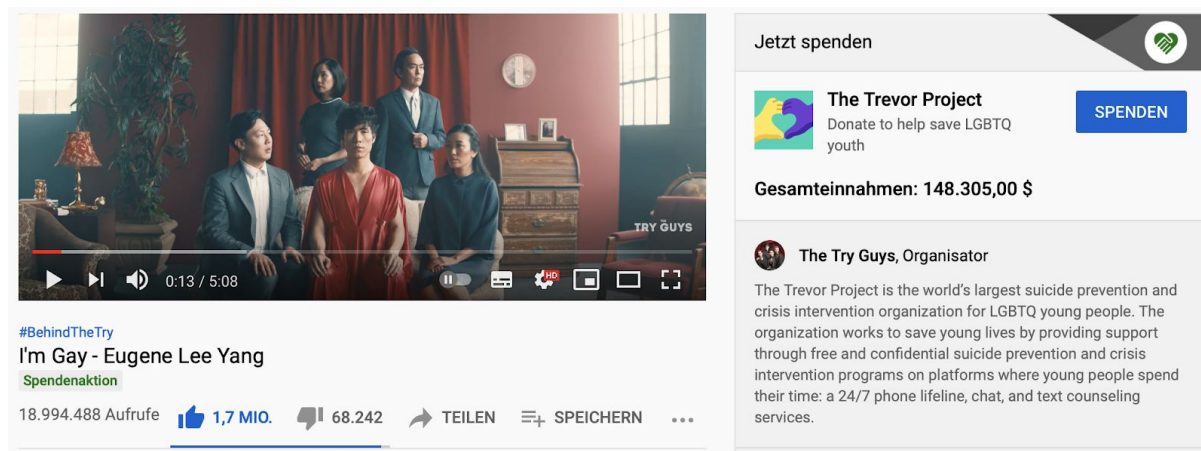 THE
TRY GUYS
HD
0:13 / 5:08
#BehindTheTry
I'm Gay - Eugene Lee Yang
Spendenaktion
18.994.488 Aufrufe
1,7 MIO.
68.242
TEILEN
SPEICHERN
Jetzt spenden
The Trevor Project
Donate to help save LGBTQ
youth
SPENDEN
Gesamteinnahmen: 148.305,00 $
The Try Guys, Organisator
The Trevor Project is the world's largest suicide prevention and
crisis intervention organization for LGBTQ young people. The
organization works to save young lives by providing support
through free and confidential suicide prevention and crisis
intervention programs on platforms where young people spend
their time: a 24/7 phone lifeline, chat, and text counseling
services.